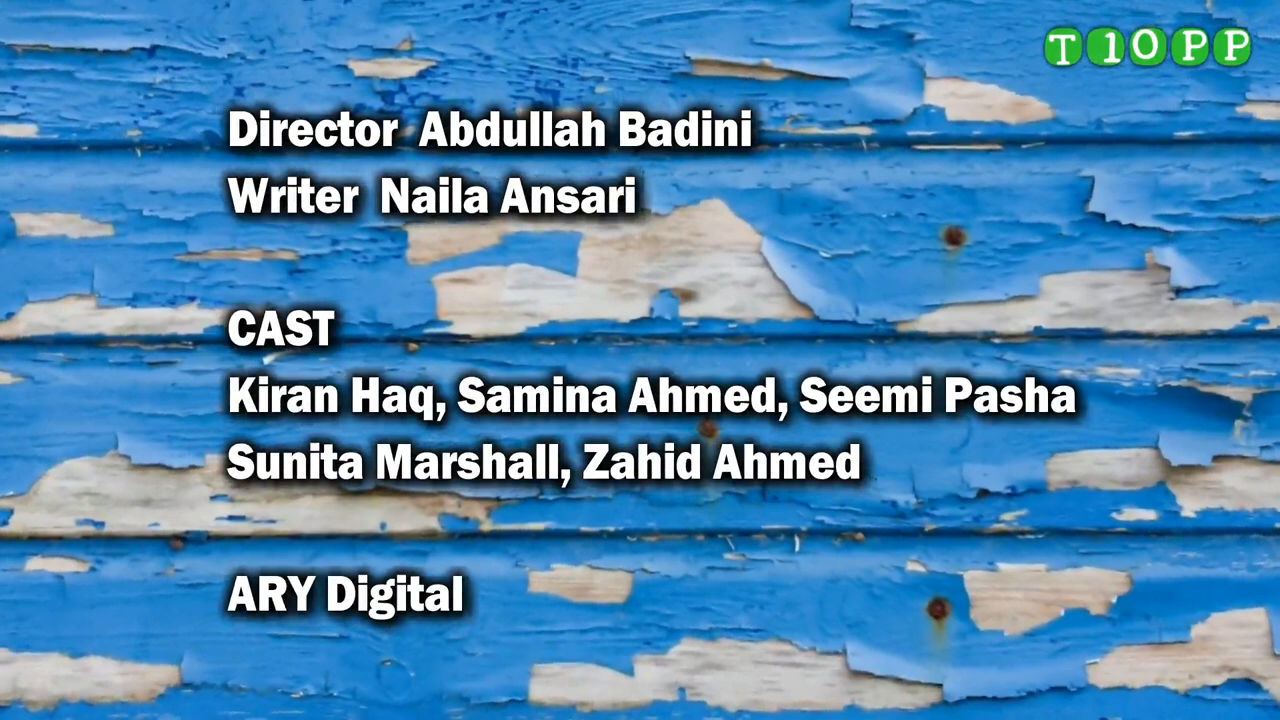 T10PP
Director Abdullah Badini
Writer Naila Ansari
CAST
Kiran Haq, Samina Ahmed, Seemi Pasha
Sunita Marshall, Zahid Ahmed
ARY Digital